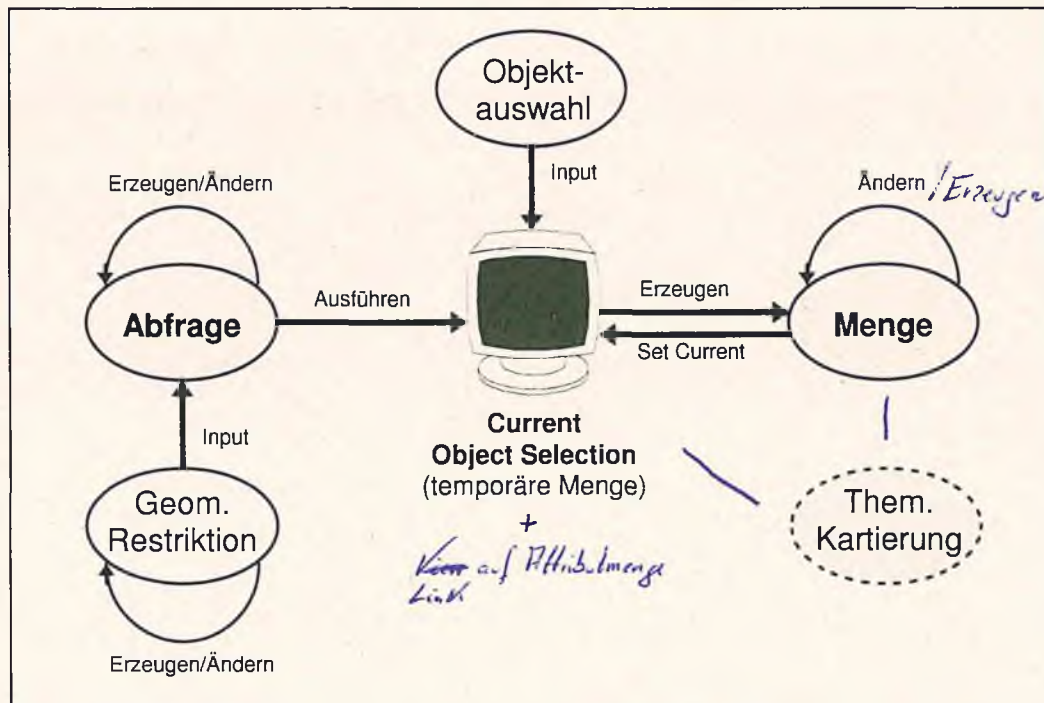 Objekt-
auswahl
Input
Erzeugen/Ändern
Ändern /Erzeugen
Abfrage
Ausführen
Erzeugen
Set Current
Menge
Input
Current
Object Selection
(temporäre Menge)
+
View auf Attributmenge
Link
Geom.
Restriktion
Them.
Kartierung
Erzeugen/Ändern